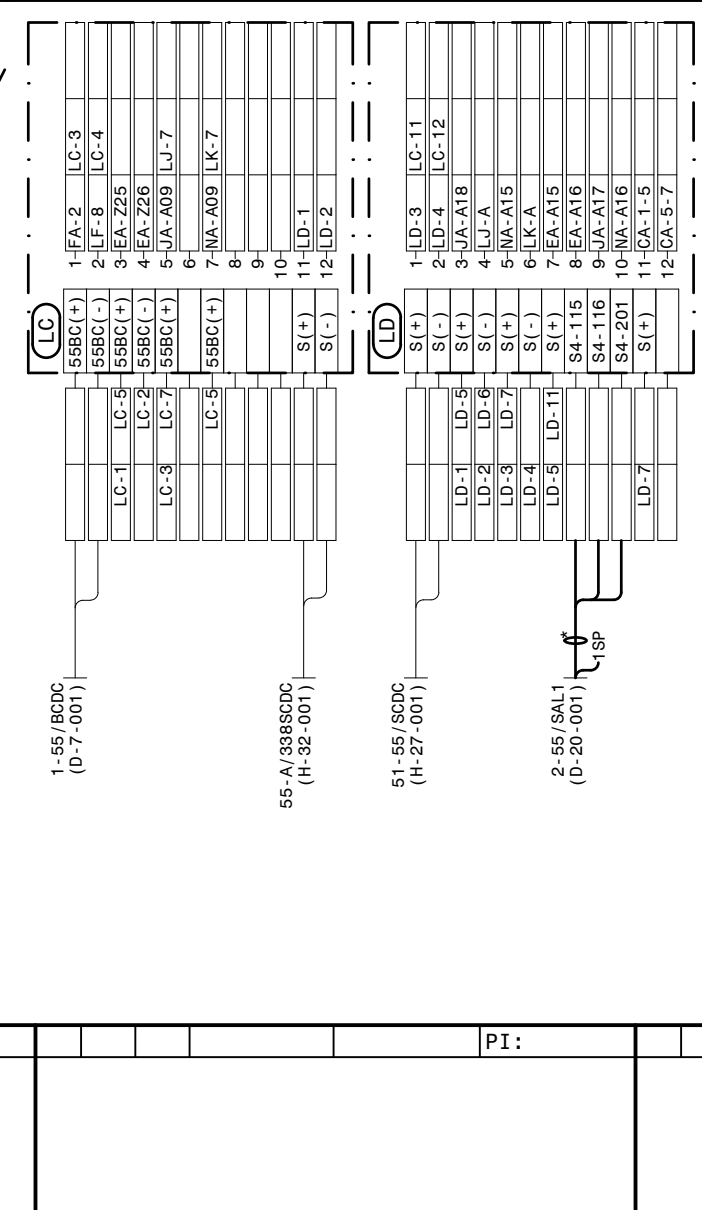 LC
1 FA-2 LC-3
2 LF-8 LC-4
3 EA-Z25
4 EA-Z26
5 JA-A09 LJ-7
6
7 NA-A09 LK-7
8
9
10
11 LD-1
12 LD-2
55BC(+)
55BC(-)
55BC(+) LC-1 LC-5
55BC(-) LC-2
55BC(+) LC-3 LC-7
55BC(+) LC-5
S(+)
S(-)
1-55/BCDC
(D-7-001)
55-A/338SCDC
(H-32-001)
LD
1 LD-3 LC-11
2 LD-4 LC-12
3 JA-A18
4 LJ-A
5 NA-A15
6 LK-A
7 EA-A15
8 EA-A16
9 JA-A17
10 NA-A16
11 CA-1-5
12 CA-5-7
S(+)
S(-)
S(+) LD-1 LD-5
S(-) LD-2 LD-6
S(+) LD-3 LD-7
S(-) LD-4
S(+) LD-5 LD-11
S4-115
S4-116
S4-201
S(+) LD-7
51-55/SCDC
(H-27-001)
2-55/SAL1
(D-20-001)
*
1SP
PI: